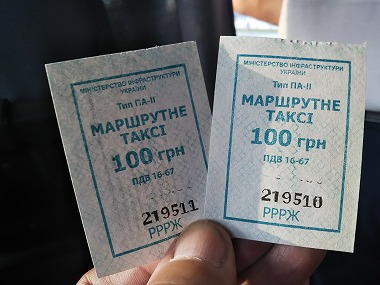 МІНІСТЕРСТВО ІНФРАСТРУКТУРИ
УКРАЇНИ
Тип ПА-ІІ
МАРШРУТНЕ
ТАКСІ
100 грн
ПДВ 16-67
219511
РРРЖ
МІНІСТЕРСТВО ІНФРАСТРУКТУРИ
УКРАЇНИ
Тип ПА-ІІ
МАРШРУТНЕ
ТАКСІ
100 грн
ПДВ 16-67
219510
РРРЖ